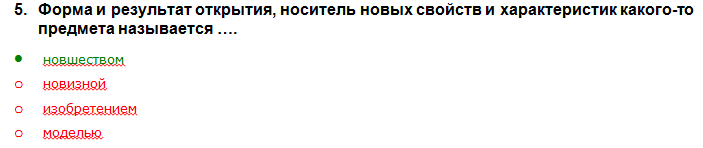 5. Форма и результат открытия, носитель новых свойств и характеристик какого-то
предмета называется ....
новшеством
новизной
изобретением
моделью